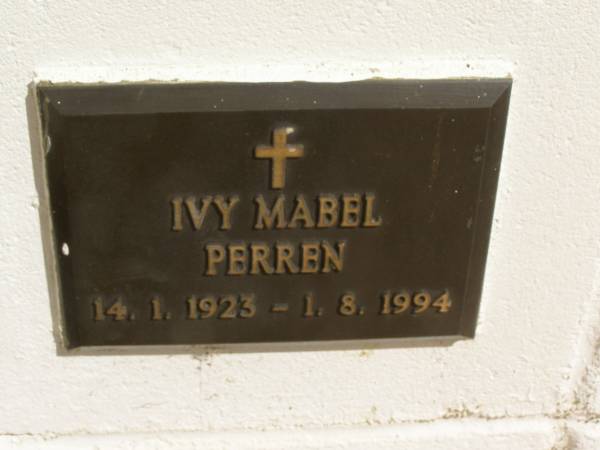 IVY MABEL
PERREN
14. 1. 1923 - 1. 8. 1994